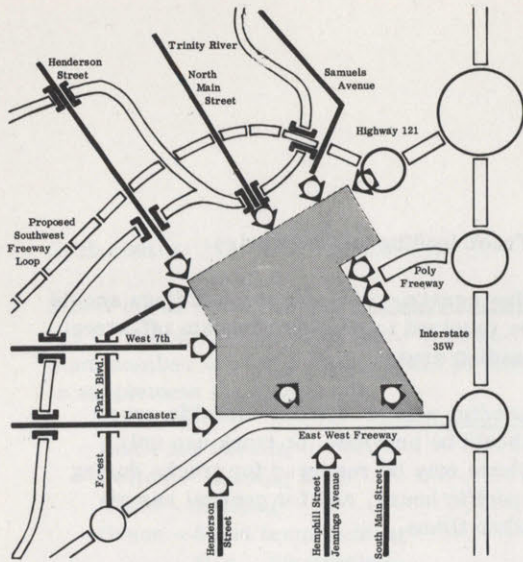 Trinity River
Henderson
Street
North
Main
Street
Samuels
Avenue
Highway 121
Proposed
Southwest
Freeway
Loop
Poly
Freeway
West 7th
Interstate
35W
Park Blvd.
Lancaster
East West Freeway
Henderson
Street
Hemphill Street
Jennings Avenue
South Main Street